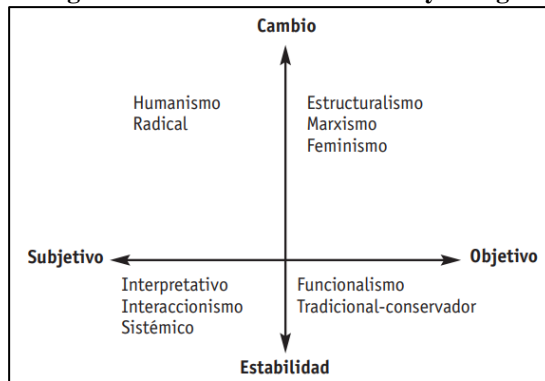 Cambio
Humanismo
Radical
Estructuralismo
Marxismo
Feminismo
Subjetivo
Objetivo
Interpretativo
Interaccionismo
Sistémico
Funcionalismo
Tradicional-conservador
Estabilidad